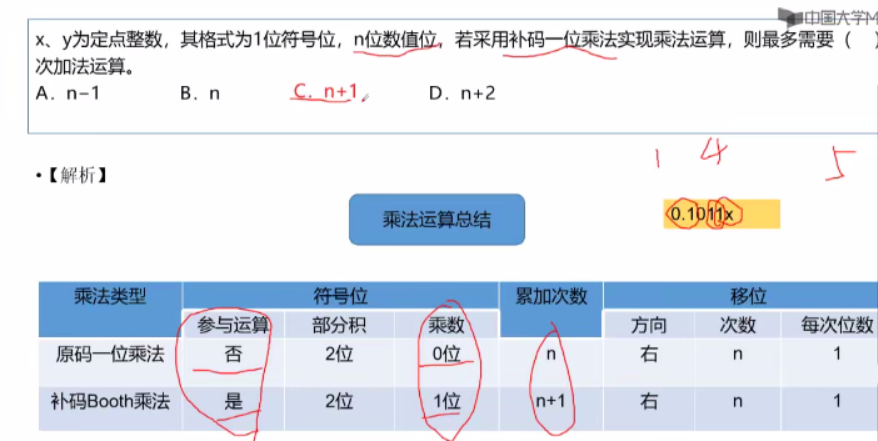 中国大学M
x、y为定点整数，其格式为1位符号位，n位数值位，若采用补码一位乘法实现乘法运算，则最多需要（ ）
次加法运算。
A. n-1 B. n C. n+1 D. n+2
1 4 5
•【解析】
乘法运算总结
0.1011x
乘法类型 符号位 累加次数 移位
参与运算 部分积 乘数 方向 次数 每次位数
原码一位乘法 否 2位 0位 n 右 n 1
补码Booth乘法 是 2位 1位 n+1 右 n 1